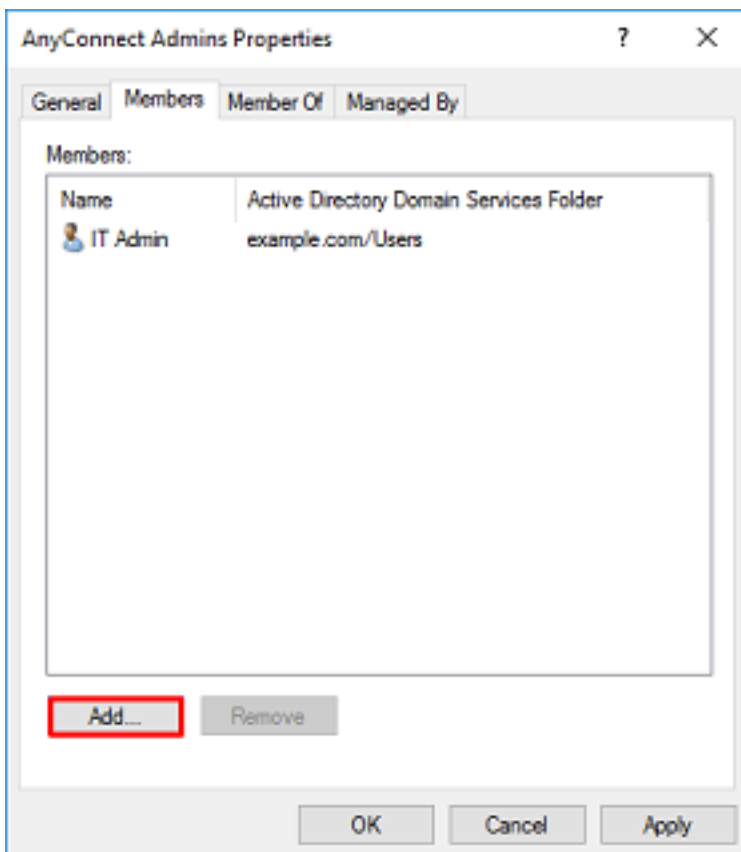 AnyConnect Admins Properties ?
General Members Member Of Managed By
Members:
Name Active Directory Domain Services Folder
IT Admin example.com/Users
Add... Remove
OK Cancel Apply